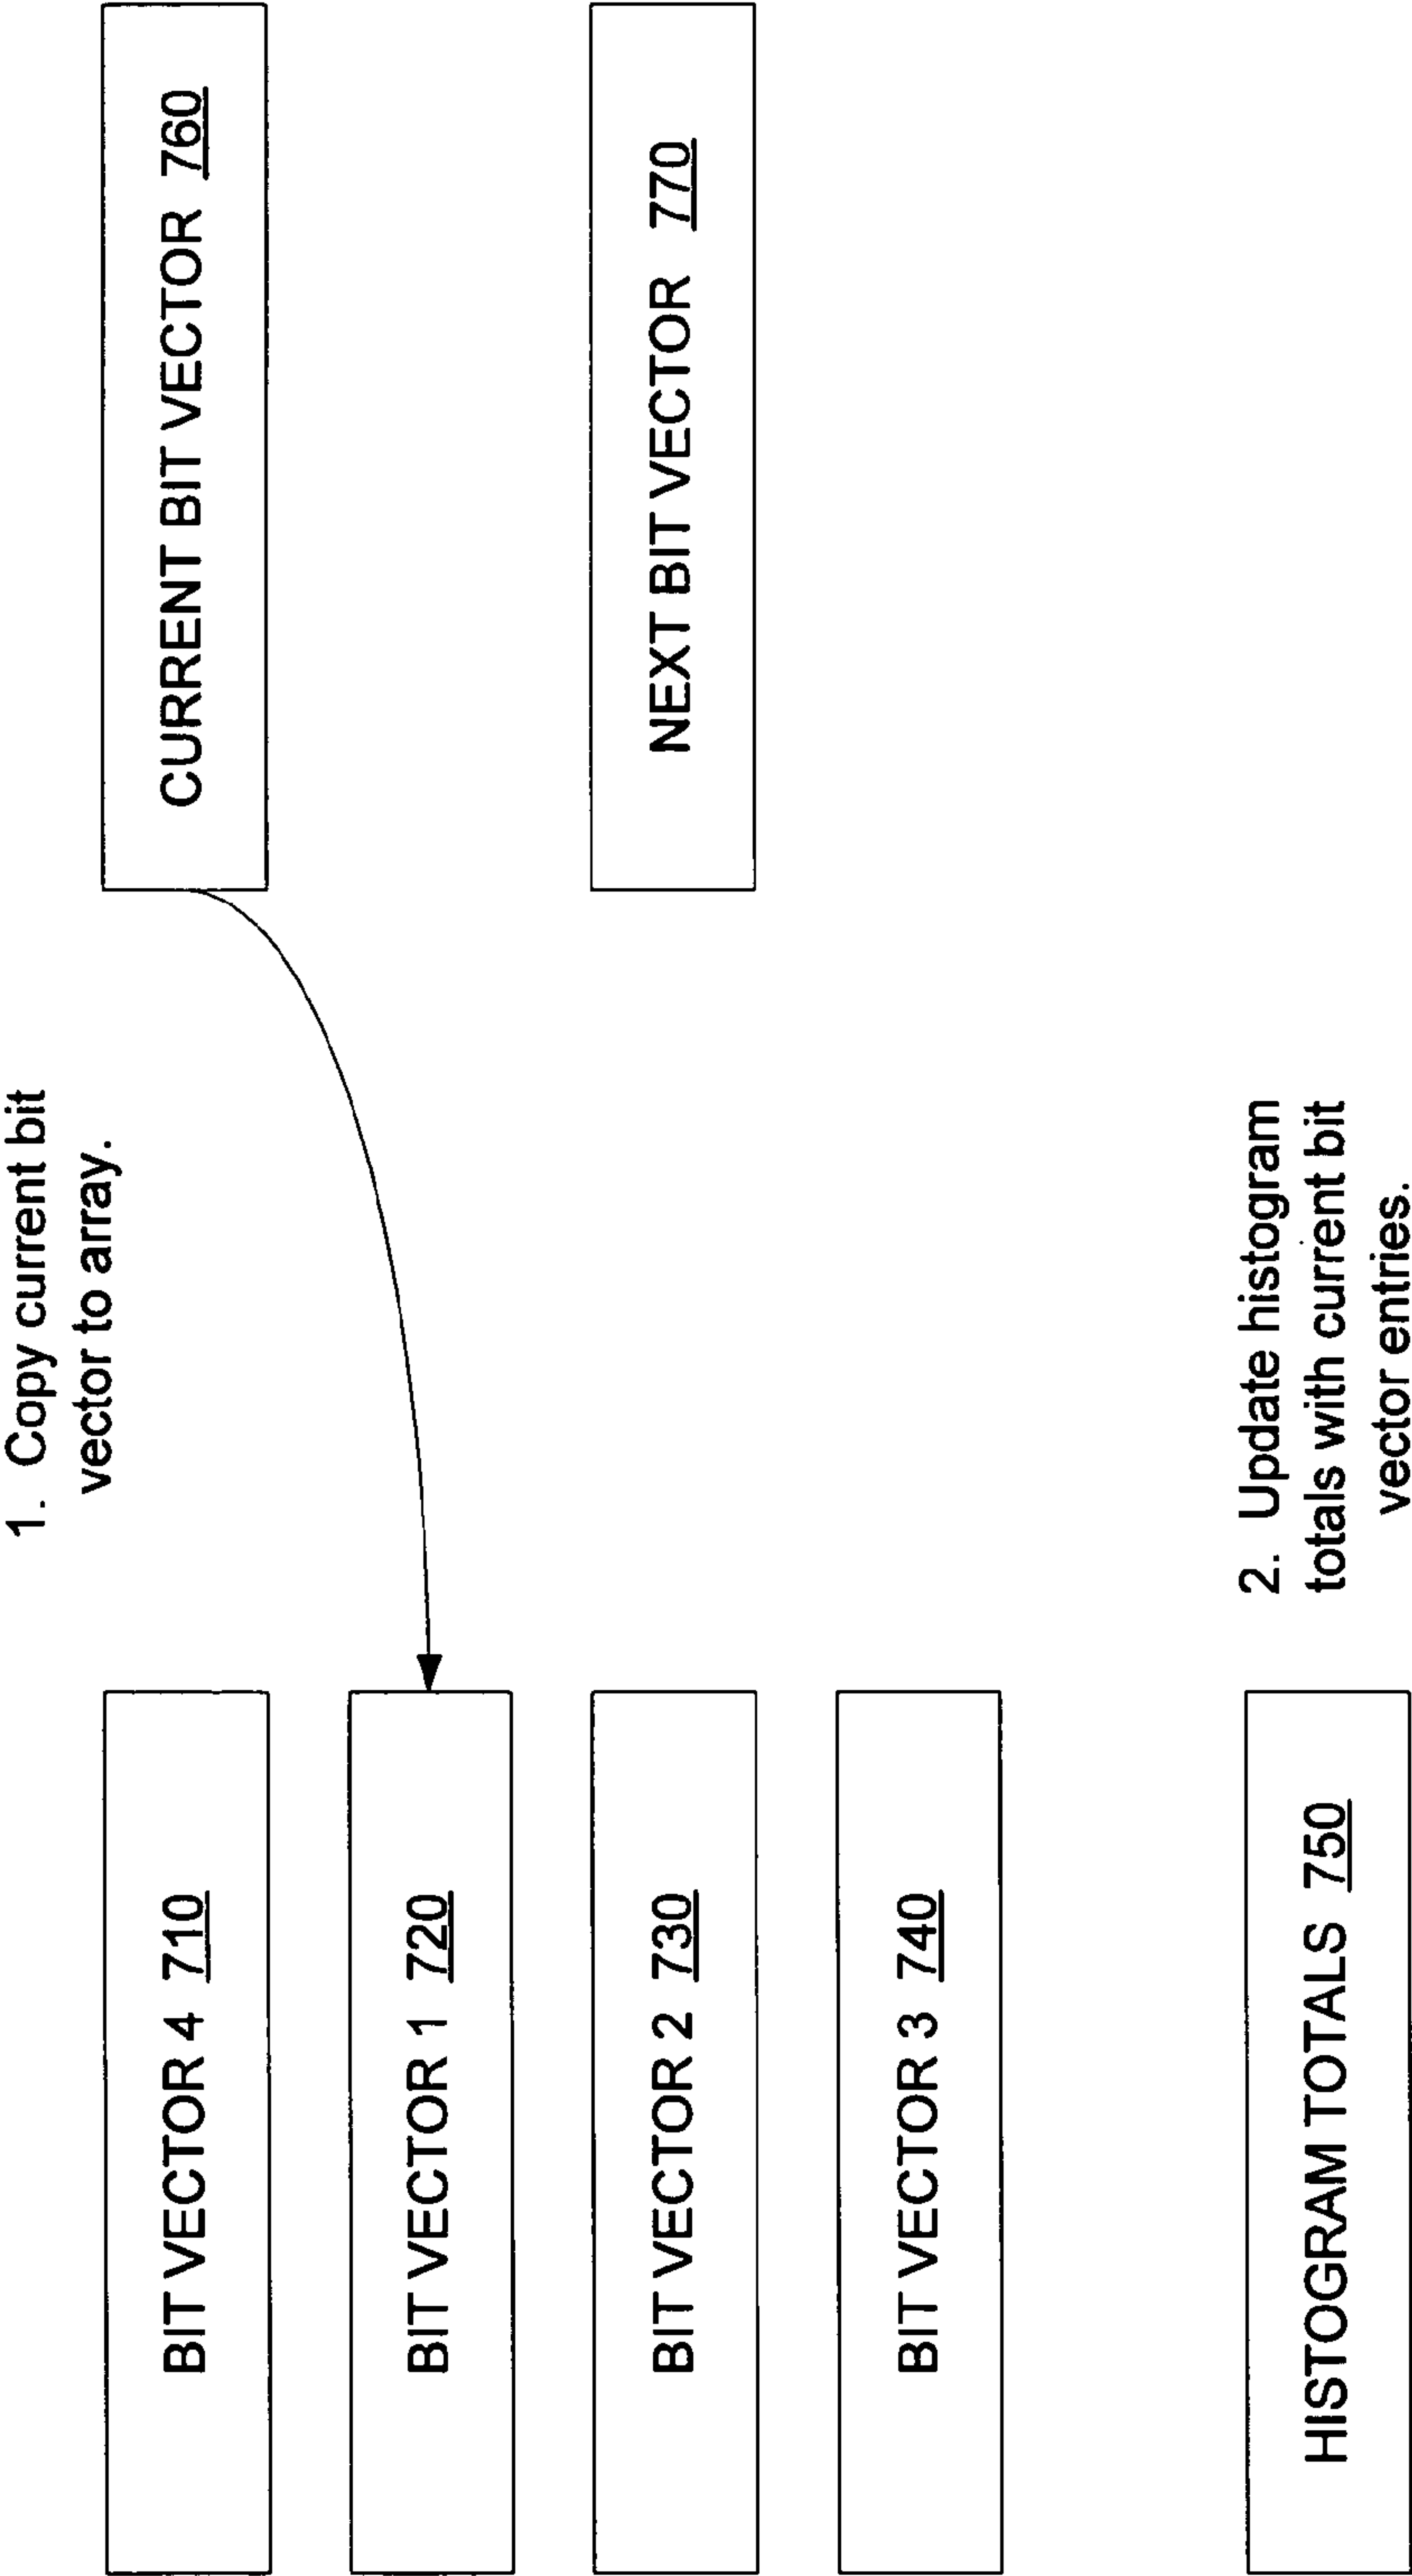 1. Copy current bit
vector to array.
BIT VECTOR 4 710
CURRENT BIT VECTOR 760
BIT VECTOR 1 720
BIT VECTOR 2 730
NEXT BIT VECTOR 770
BIT VECTOR 3 740
2. Update histogram
totals with current bit
vector entries.
HISTOGRAM TOTALS 750